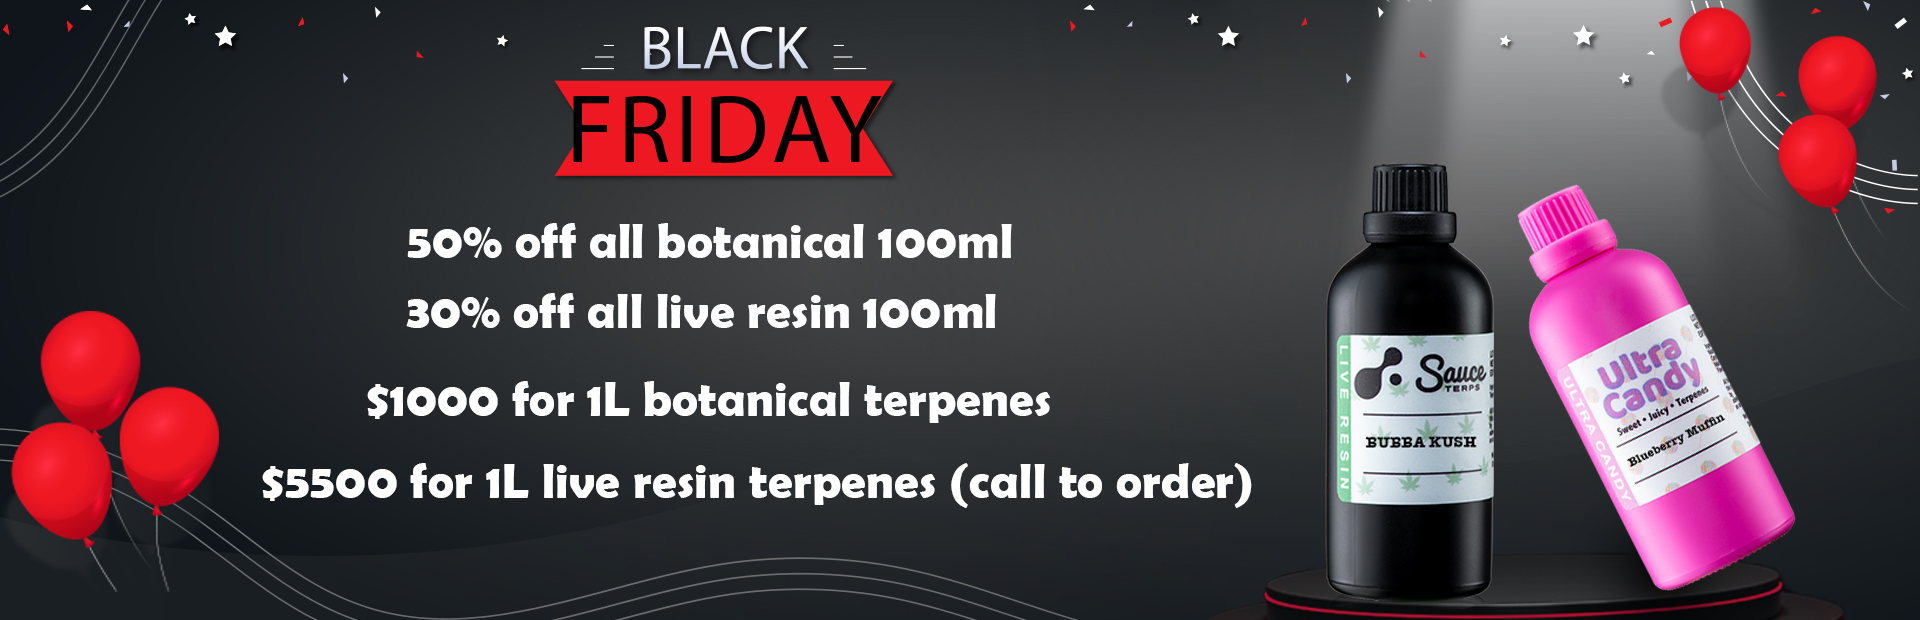 BLACK
FRIDAY
50% off all botanical 100ml
30% off all live resin 100ml
$1000 for 1L botanical terpenes
$5500 for 1L live resin terpenes (call to order)
LIVE RESIN
Sauce
TERPS
BUBBA KUSH
ULTRA CANDY
Ultra
Candy
Sweet • Juicy • Terpenes
Blueberry Muffin